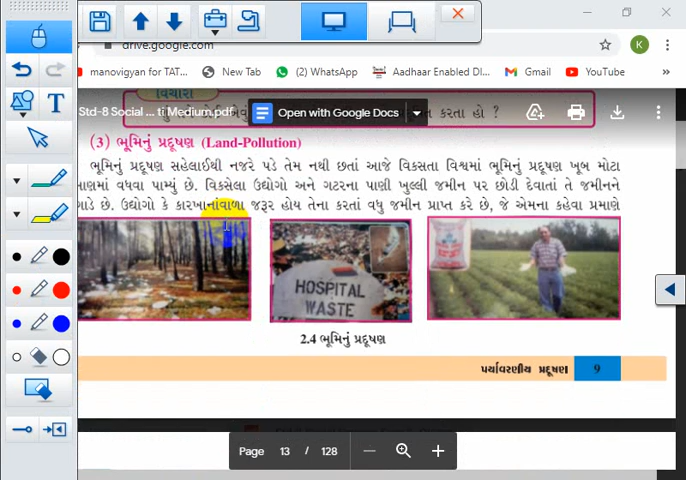 drive.google.com
K
manovigyan for TAT...
New Tab
(2) WhatsApp
Aadhaar Enabled DI...
Gmail
YouTube
વિચારો
Std-8 Social
ti Medium.pdf
Open with Google Docs
કરતા હો ?
(3) ભૂમિનું પ્રદૂષણ (Land-Pollution)
ભૂમિનું પ્રદૂષણ સહેલાઈથી નજરે પડે તેમ નથી છતાં આજે વિકસતા વિશ્વમાં ભૂમિનું પ્રદૂષણ ખૂબ મોટા
માણમાં વધવા પામ્યું છે. વિકસેલા ઉદ્યોગો અને ગટરના પાણી ખુલ્લી જમીન પર છોડી દેવાતાં તે જમીનને
ગાડે છે. ઉદ્યોગો કે કારખાનાંવાળા જરૂર હોય તેના કરતાં વધુ જમીન પ્રાપ્ત કરે છે, જે એમના કહેવા પ્રમાણે
HOSPITAL
WASTE
2.4 ભૂમિનું પ્રદૂષણ
પર્યાવરણીય પ્રદૂષણ 9
Page 13 / 128
T